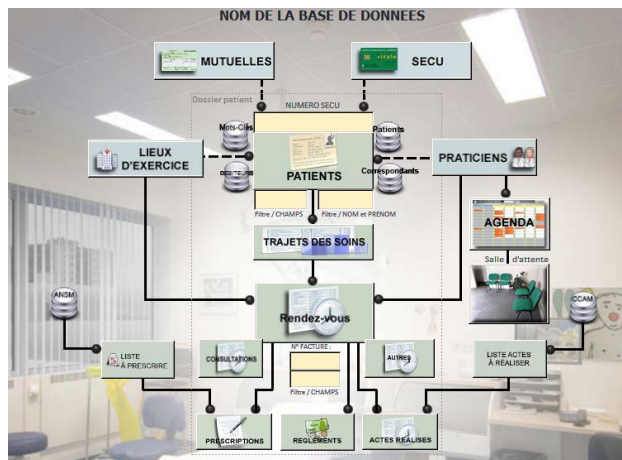 NOM DE LA BASE DE DONNEES
MUTUELLES
vitale
SECU
Dossier patient
NUMERO SECU
Mots-Clés
Patients
LIEUX
D'EXERCICE
PRATICIENS
DEBITEURS
Correspondants
PATIENTS
Filtre / CHAMPS
Filtre / NOM et PRENOM
AGENDA
TRAJETS DES SOINS
Salle d'attente
ANSM
CCAM
Rendez-vous
CONSULTATIONS
N° FACTURE :
AUTRES
LISTE
À PRESCRIRE
LISTE ACTES
À RÉALISER
Filtre / CHAMPS
PRESCRIPTIONS
REGLEMENTS
ACTES REALISES